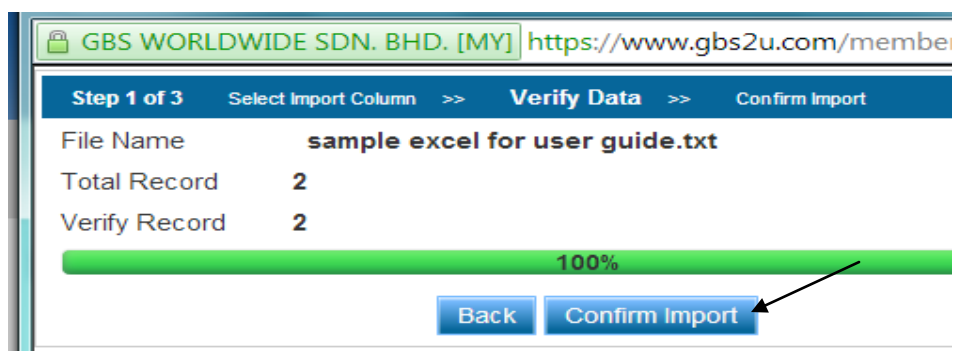 GBS WORLDWIDE SDN. BHD. [MY] https://www.gbs2u.com/member
Step 1 of 3 Select Import Column >> Verify Data >> Confirm Import
File Name sample excel for user guide.txt
Total Record 2
Verify Record 2
100%
Back Confirm Import